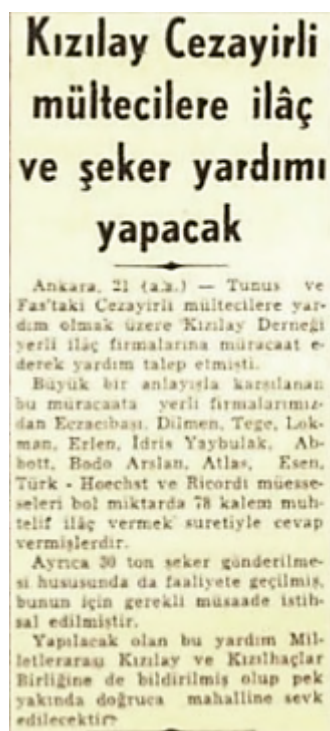 Kızılay Cezayirli
mültecilere ilâç
ve şeker yardımı
yapacak
Ankara, 21 (a.a.) — Tunus ve
Fas'taki Cezayirli mültecilere yar-
dım olmak üzere Kızılay Derneği
yerli ilâç firmalarına müracaat e-
derek yardım talep etmişti.
Büyük bir anlayışla karşılanan
bu müracaata yerli firmalarımız-
dan Eczacıbaşı, Dilmen, Tege, Lok-
man, Erlen, İdris Yaybulak, Ab-
bott, Bodo Arslan, Atlas, Esen,
Türk - Hoechst ve Ricordi müesse-
seleri bol miktarda 78 kalem muh-
telif ilâç vermek suretiyle cevap
vermişlerdir.
Ayrıca 30 ton şeker gönderilme-
si hususunda da faaliyete geçilmiş,
bunun için gerekli müsaade istih-
sal edilmiştir.
Yapılacak olan bu yardım Mil-
letlerarası Kızılay ve Kızılhaçlar
Birliğine de bildirilmiş olup pek
yakında doğruca mahalline sevk
edilecektir.